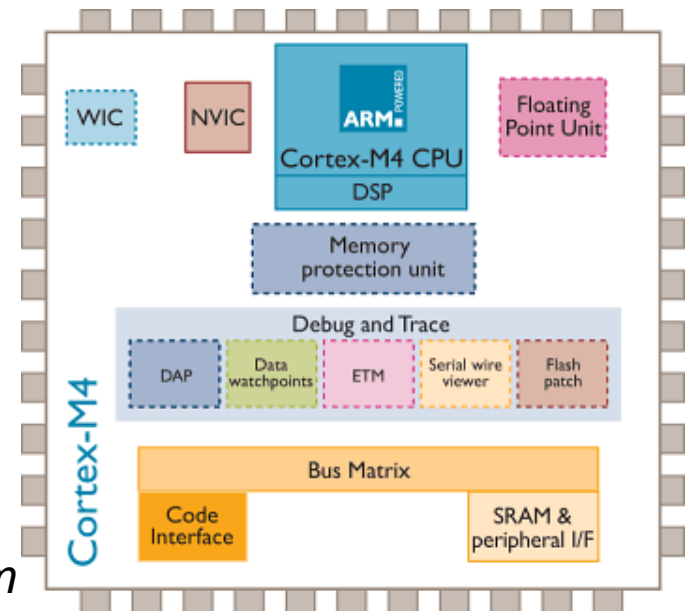 WIC
NVIC
ARM
POWERED
Cortex-M4 CPU
DSP
Floating
Point Unit
Memory
protection unit
Debug and Trace
DAP
Data
watchpoints
ETM
Serial wire
viewer
Flash
patch
Cortex-M4
Bus Matrix
Code
Interface
SRAM &
peripheral I/F